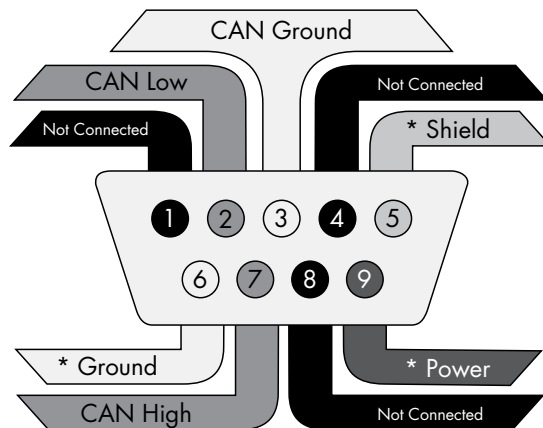 CAN Ground
CAN Low
Not Connected
Not Connected
* Shield
1 2 3 4 5
6 7 8 9
* Ground
* Power
CAN High
Not Connected